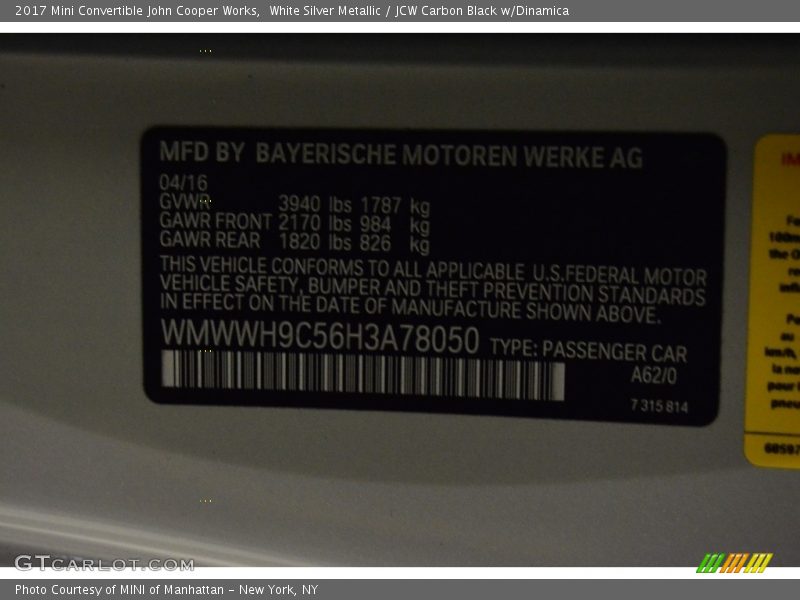 2017 Mini Convertible John Cooper Works,  White Silver Metallic / JCW Carbon Black w/Dinamica
MFD BY BAYERISCHE MOTOREN WERKE AG
04/16
GVWR 3940 lbs 1787 kg
GAWR FRONT 2170 lbs 984 kg
GAWR REAR 1820 lbs 826 kg
THIS VEHICLE CONFORMS TO ALL APPLICABLE U.S.FEDERAL MOTOR
VEHICLE SAFETY, BUMPER AND THEFT PREVENTION STANDARDS
IN EFFECT ON THE DATE OF MANUFACTURE SHOWN ABOVE.
WMWWH9C56H3A78050 TYPE: PASSENGER CAR
A62/0
7 315 814
GTCARLOT.COM
Photo Courtesy of MINI of Manhattan - New York, NY